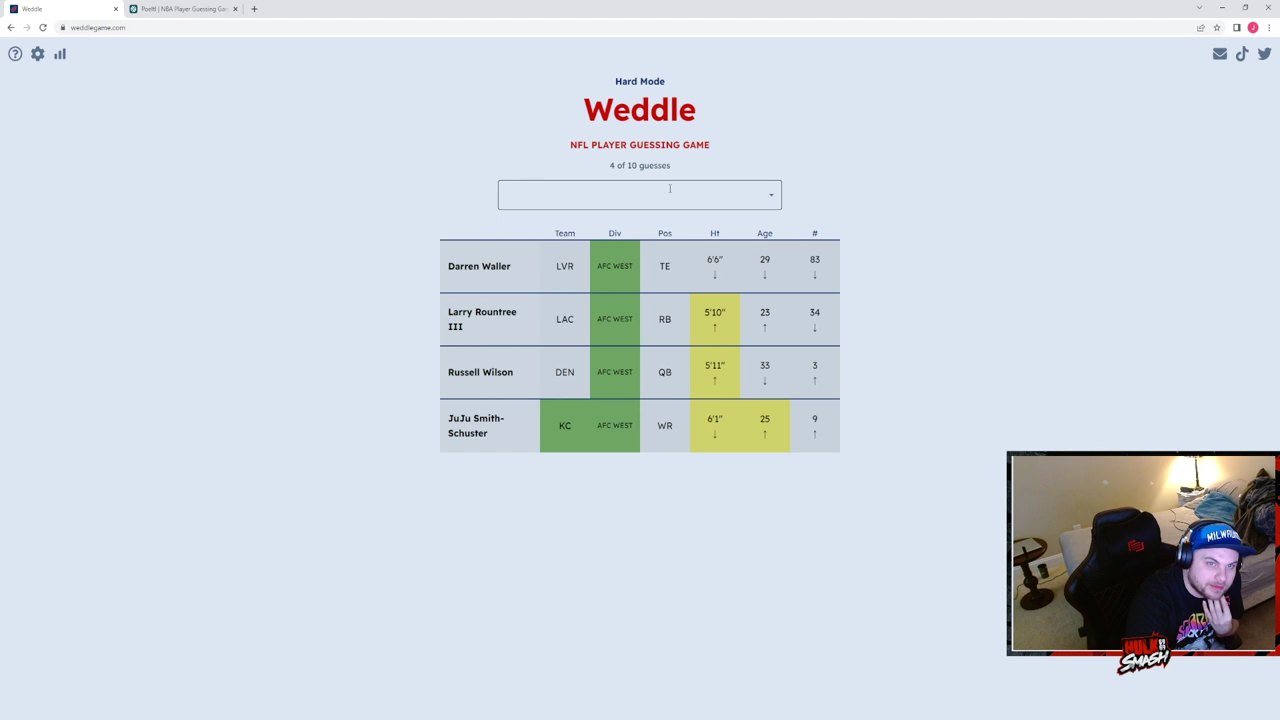 Weddle
Poeltl | NBA Player Guessing Ga
weddlegame.com
J
Hard Mode
Weddle
NFL PLAYER GUESSING GAME
4 of 10 guesses
Team Div Pos Ht Age #
Darren Waller LVR AFC WEST TE 6'6" ↓ 29 ↓ 83 ↓
Larry Rountree III LAC AFC WEST RB 5'10" ↑ 23 ↑ 34 ↓
Russell Wilson DEN AFC WEST QB 5'11" ↑ 33 ↓ 3 ↑
JuJu Smith-Schuster KC AFC WEST WR 6'1" ↓ 25 ↑ 9 ↑
MILWAU
HULK
SMASH